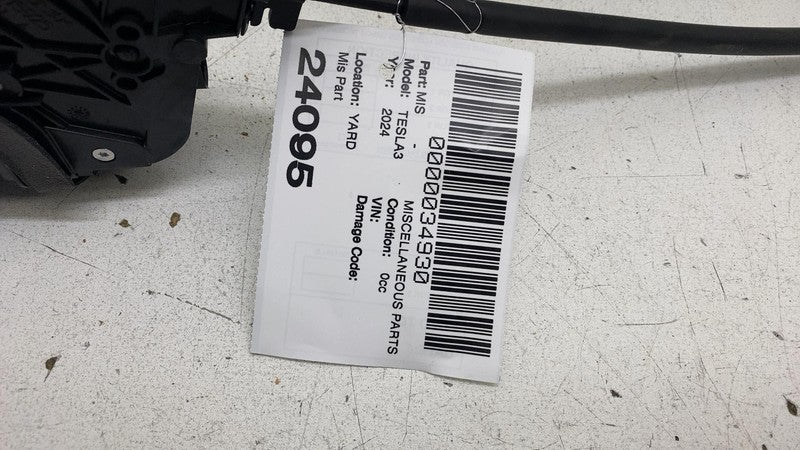 0000034930
Part: MIS - MISCELLANEOUS PARTS
Model: TESLA3 Condition: 0cc
Year: 2024 VIN:
Damage Code:
Location: YARD
Mis Part
24095